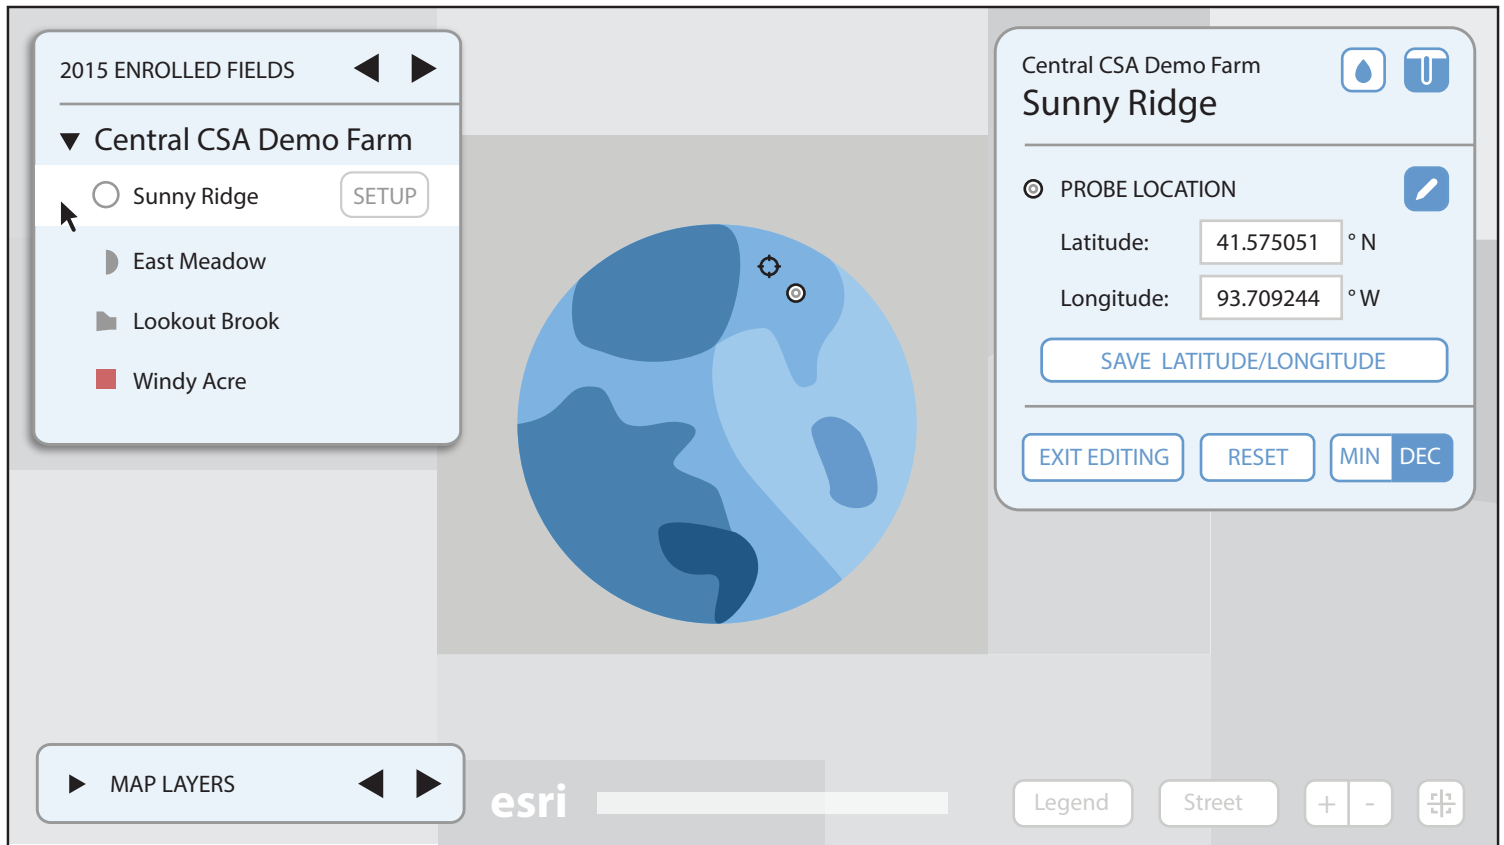 2015 ENROLLED FIELDS
Central CSA Demo Farm
Sunny Ridge SETUP
East Meadow
Lookout Brook
Windy Acre
MAP LAYERS
esri
Central CSA Demo Farm
Sunny Ridge
PROBE LOCATION
Latitude: 41.575051 ° N
Longitude: 93.709244 ° W
SAVE LATITUDE/LONGITUDE
EXIT EDITING RESET MIN DEC
Legend Street + -